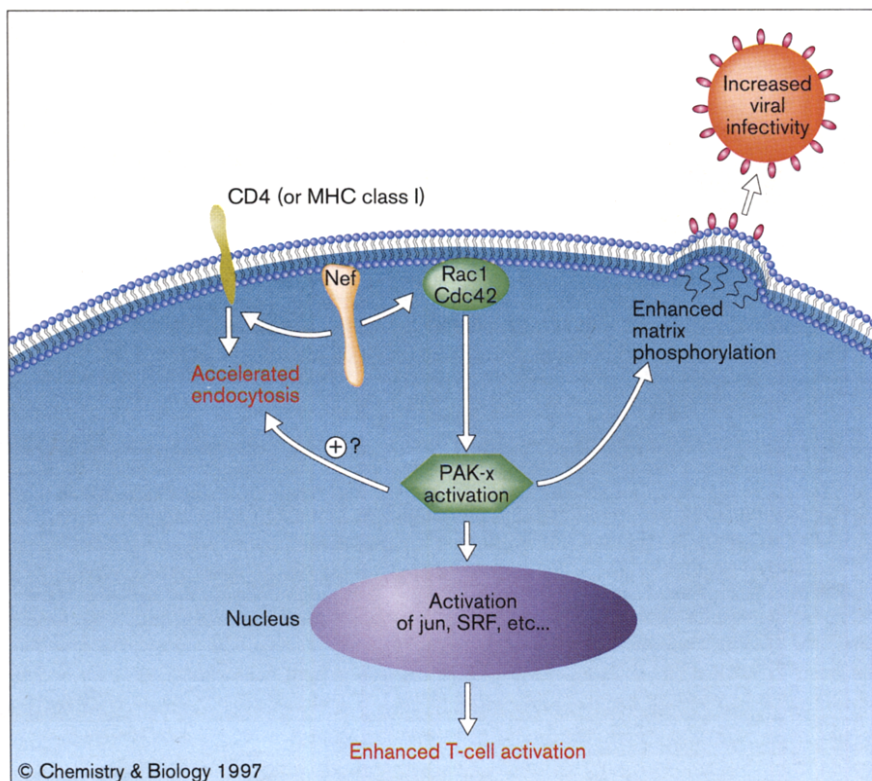 Increased
viral
infectivity
CD4 (or MHC class I)
Nef
Rac1
Cdc42
Enhanced
matrix
phosphorylation
Accelerated
endocytosis
+ ?
PAK-x
activation
Nucleus
Activation
of jun, SRF, etc...
Enhanced T-cell activation
© Chemistry & Biology 1997